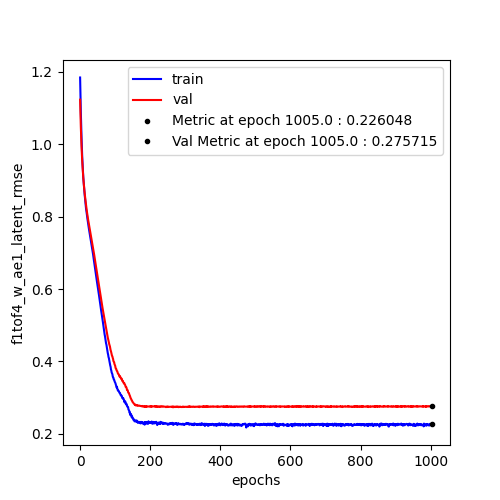 train
val
Metric at epoch 1005.0 : 0.226048
Val Metric at epoch 1005.0 : 0.275715
f1tof4_w_ae1_latent_rmse
1.2
1.0
0.8
0.6
0.4
0.2
0 200 400 600 800 1000
epochs